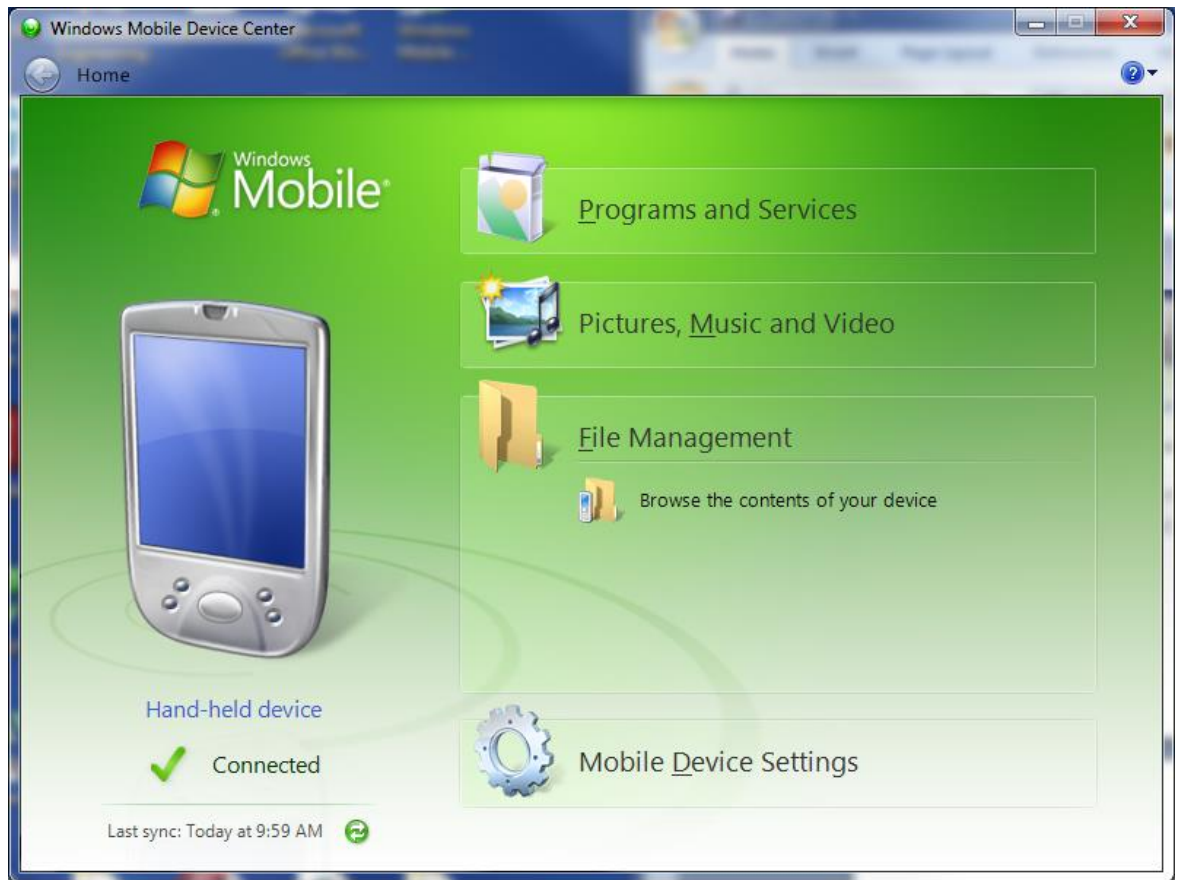 Windows Mobile Device Center
Home
Windows
Mobile®
Programs and Services
Pictures, Music and Video
File Management
Browse the contents of your device
Hand-held device
Connected
Mobile Device Settings
Last sync: Today at 9:59 AM